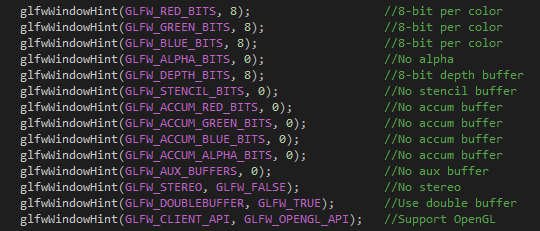 glfwWindowHint(GLFW_RED_BITS, 8); //8-bit per color
glfwWindowHint(GLFW_GREEN_BITS, 8); //8-bit per color
glfwWindowHint(GLFW_BLUE_BITS, 8); //8-bit per color
glfwWindowHint(GLFW_ALPHA_BITS, 0); //No alpha
glfwWindowHint(GLFW_DEPTH_BITS, 8); //8-bit depth buffer
glfwWindowHint(GLFW_STENCIL_BITS, 0); //No stencil buffer
glfwWindowHint(GLFW_ACCUM_RED_BITS, 0); //No accum buffer
glfwWindowHint(GLFW_ACCUM_GREEN_BITS, 0); //No accum buffer
glfwWindowHint(GLFW_ACCUM_BLUE_BITS, 0); //No accum buffer
glfwWindowHint(GLFW_ACCUM_ALPHA_BITS, 0); //No accum buffer
glfwWindowHint(GLFW_AUX_BUFFERS, 0); //No aux buffer
glfwWindowHint(GLFW_STEREO, GLFW_FALSE); //No stereo
glfwWindowHint(GLFW_DOUBLEBUFFER, GLFW_TRUE); //Use double buffer
glfwWindowHint(GLFW_CLIENT_API, GLFW_OPENGL_API); //Support OpenGL